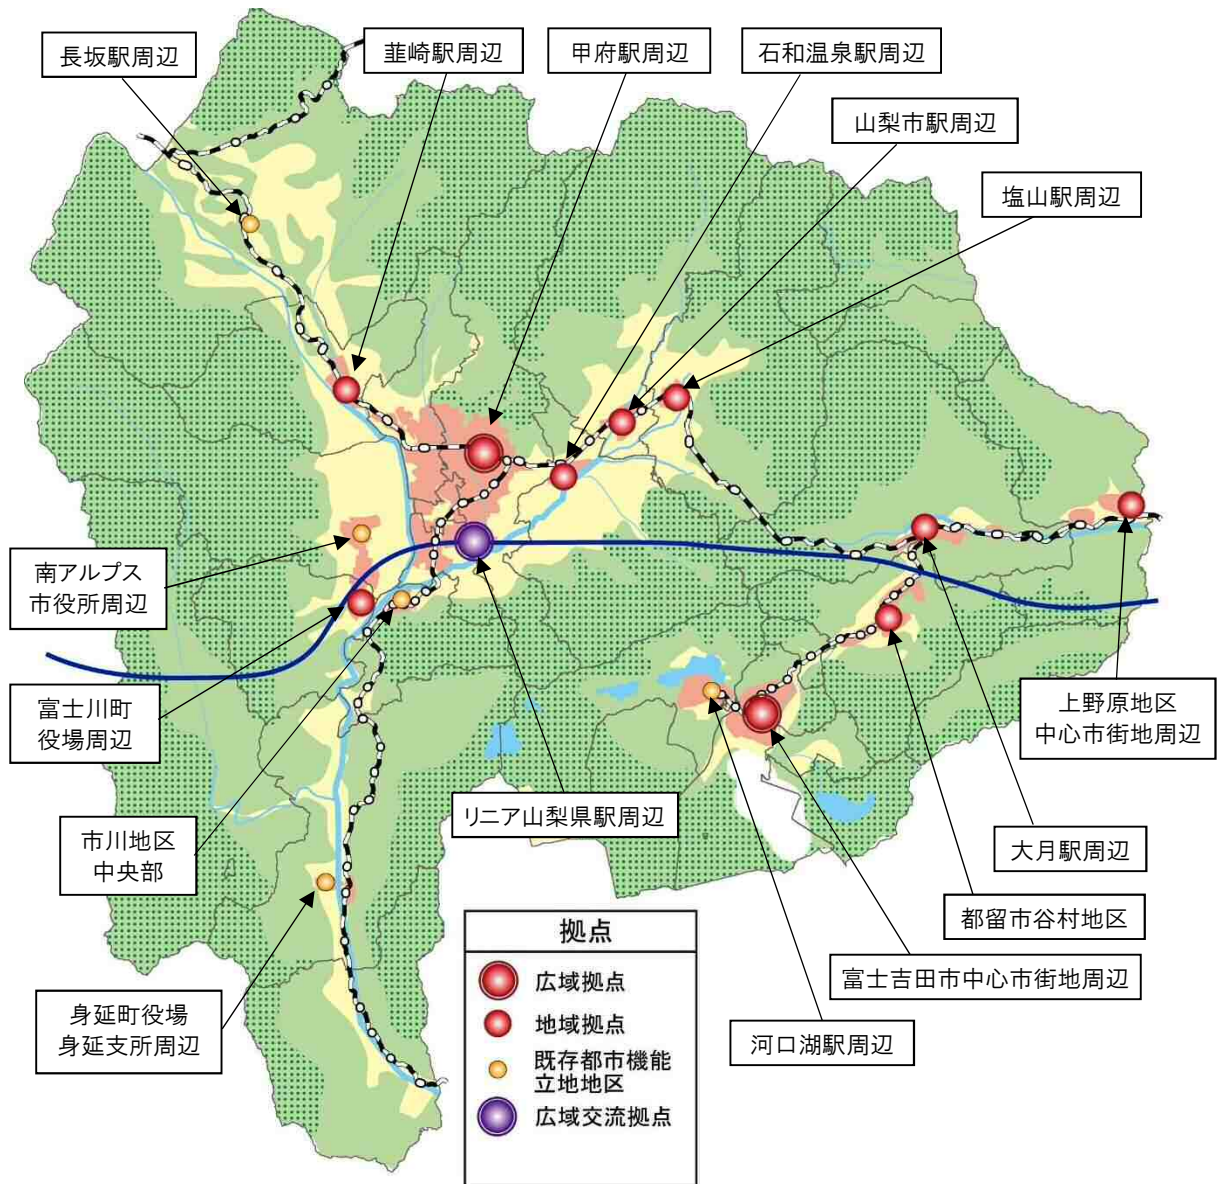 長坂駅周辺
韮崎駅周辺
甲府駅周辺
石和温泉駅周辺
山梨市駅周辺
塩山駅周辺
南アルプス
市役所周辺
富士川町
役場周辺
市川地区
中央部
身延町役場
身延支所周辺
リニア山梨県駅周辺
上野原地区
中心市街地周辺
大月駅周辺
都留市谷村地区
富士吉田市中心市街地周辺
河口湖駅周辺
拠点
広域拠点
地域拠点
既存都市機能
立地地区
広域交流拠点